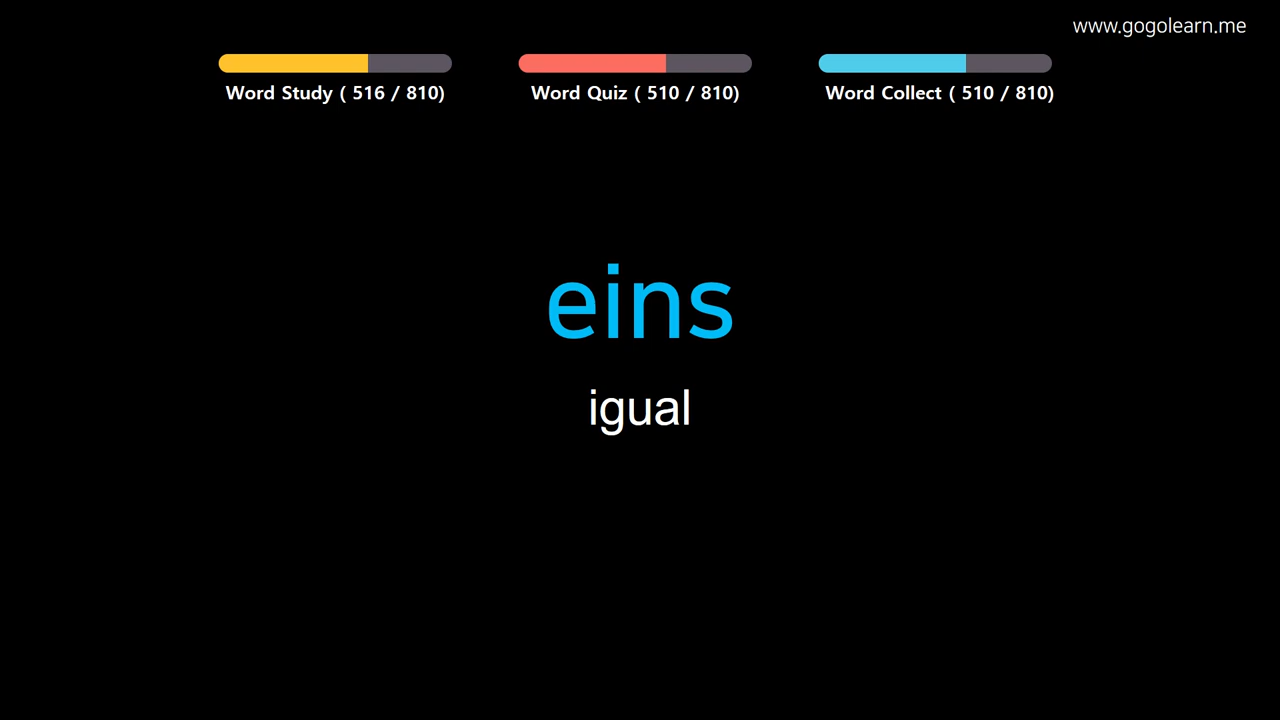 www.gogolearn.me
Word Study ( 516 / 810)
Word Quiz ( 510 / 810)
Word Collect ( 510 / 810)
eins
igual